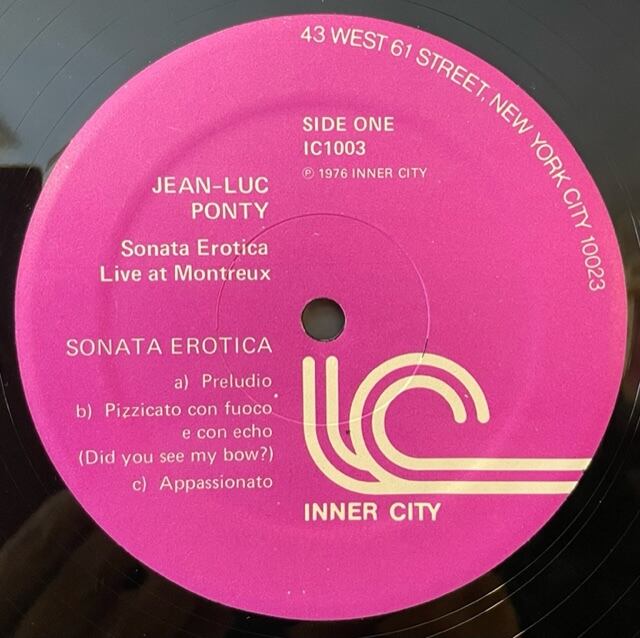 43 WEST 61 STREET, NEW YORK CITY 10023
SIDE ONE
IC1003
℗ 1976 INNER CITY
JEAN-LUC
PONTY
Sonata Erotica
Live at Montreux
SONATA EROTICA
a) Preludio
b) Pizzicato con fuoco
e con echo
(Did you see my bow?)
c) Appassionato
INNER CITY